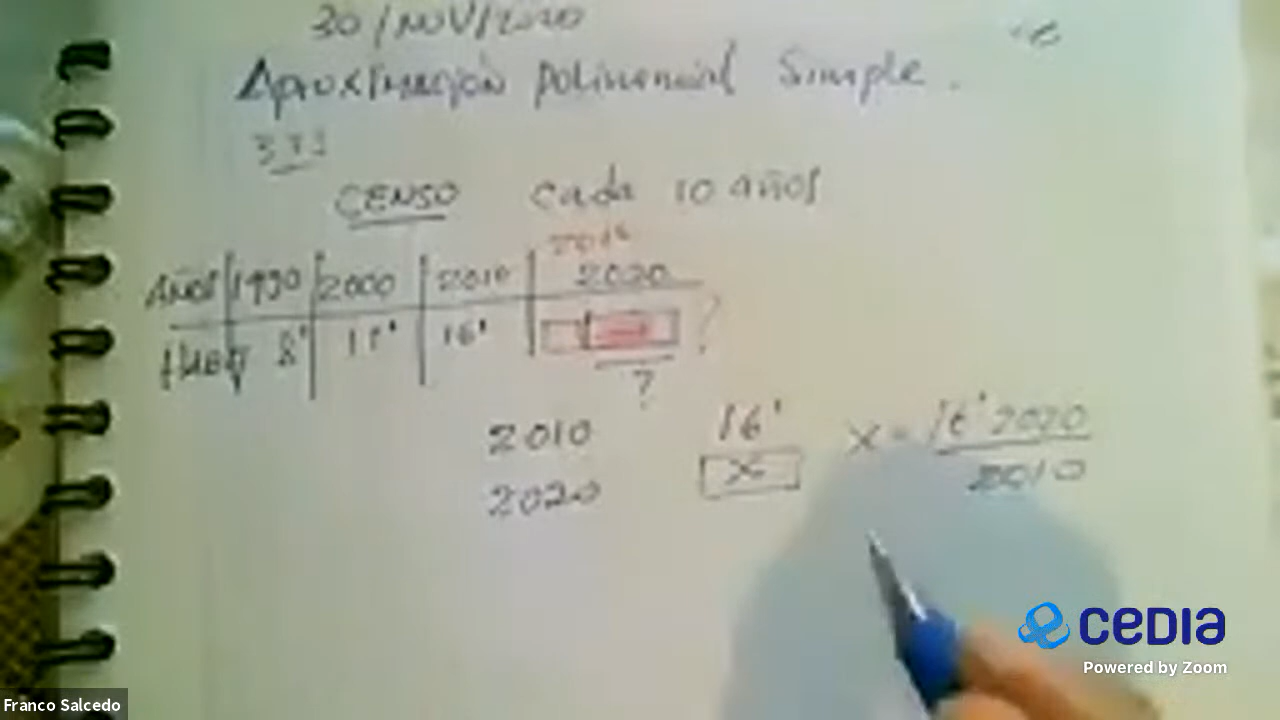 30/NOV/2020
Aproximación polinomial Simple.
CENSO cada 10 años
AÑOS 1990 2000 2010 2020
8' 16' ?
?
2010 16' X = 16' 2020
2020 X 2010
cedia
Powered by Zoom
Franco Salcedo